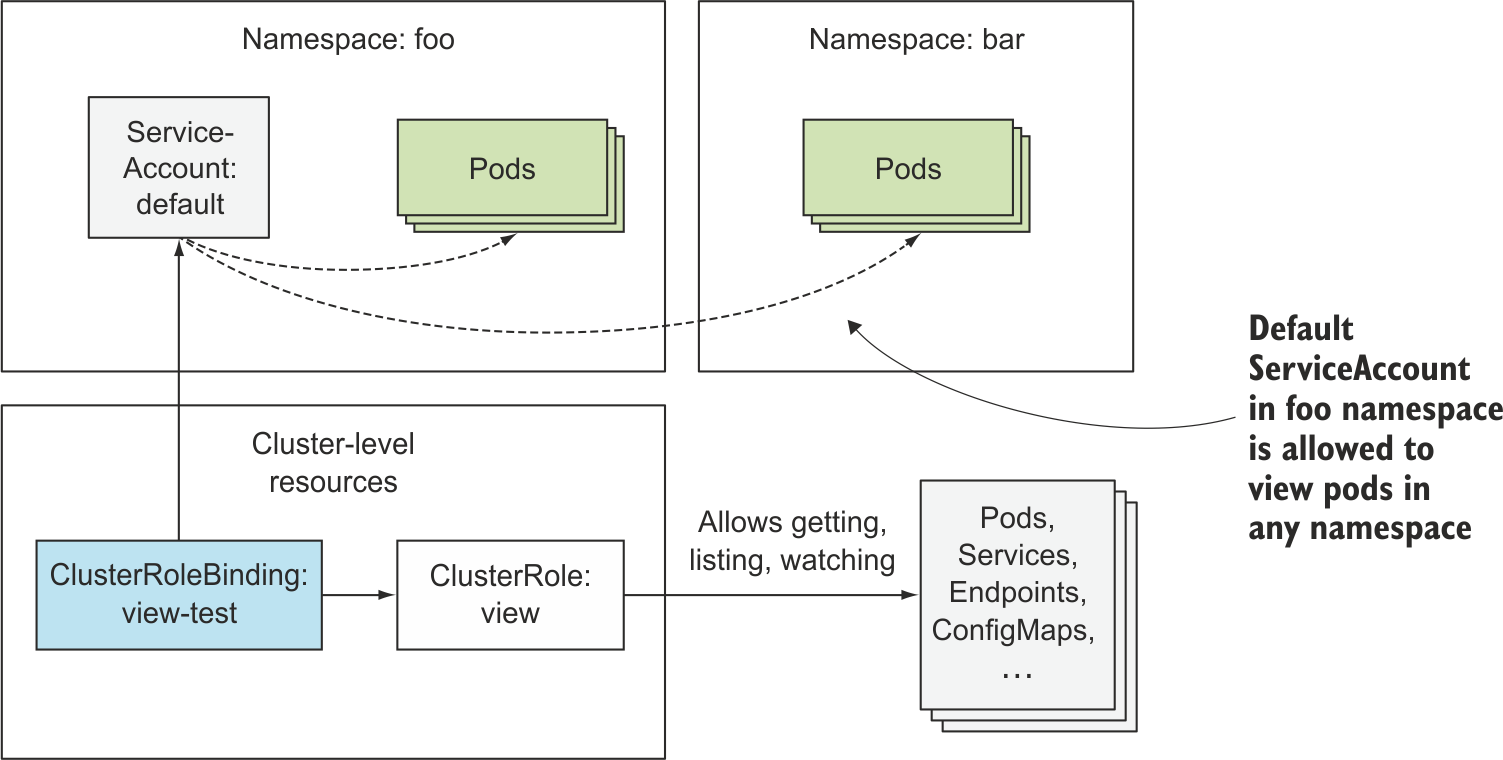 Namespace: foo
Namespace: bar
Service-
Account:
default
Pods
Pods
Default
ServiceAccount
in foo namespace
is allowed to
view pods in
any namespace
Cluster-level
resources
ClusterRoleBinding:
view-test
ClusterRole:
view
Allows getting,
listing, watching
Pods,
Services,
Endpoints,
ConfigMaps,
…